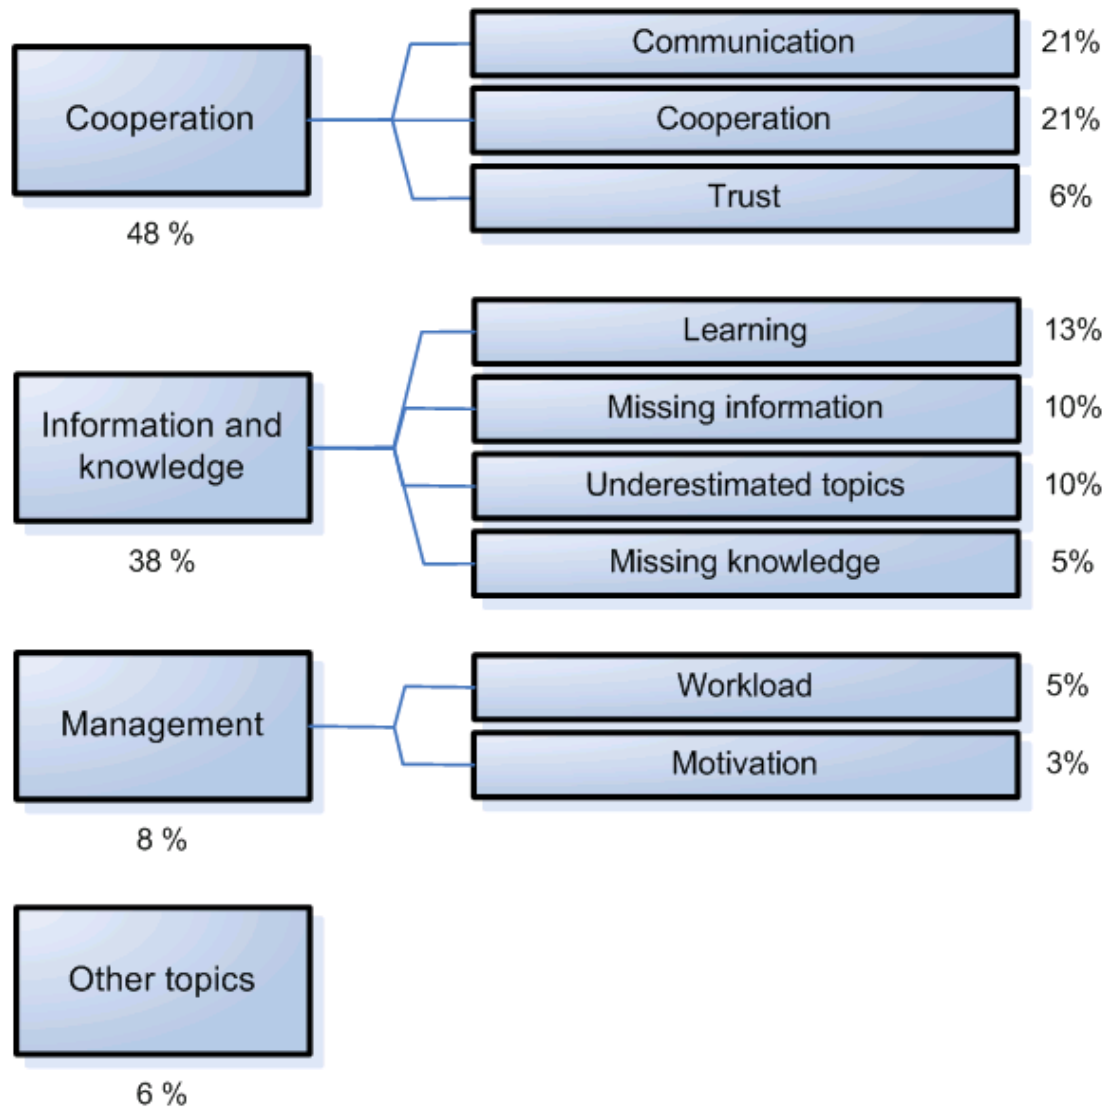 Cooperation
48 %
Communication 21%
Cooperation 21%
Trust 6%
Information and
knowledge
38 %
Learning 13%
Missing information 10%
Underestimated topics 10%
Missing knowledge 5%
Management
8 %
Workload 5%
Motivation 3%
Other topics
6 %